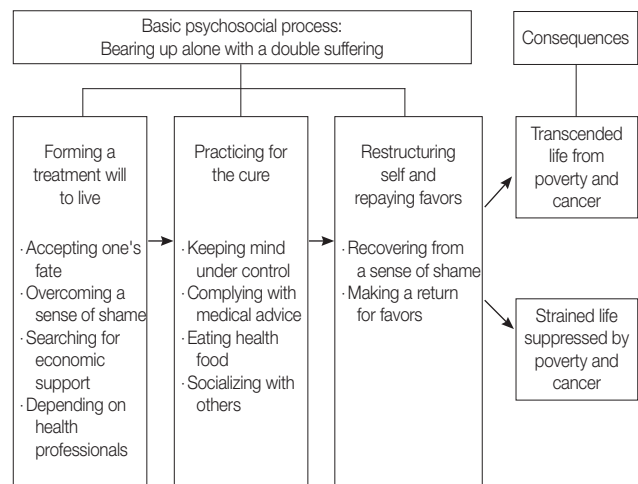 Basic psychosocial process:
Bearing up alone with a double suffering
Consequences
Forming a
treatment will
to live
· Accepting one's
fate
· Overcoming a
sense of shame
· Searching for
economic
support
· Depending on
health
professionals
Practicing for
the cure
· Keeping mind
under control
· Complying with
medical advice
· Eating health
food
· Socializing with
others
Restructuring
self and
repaying favors
· Recovering from
a sense of shame
· Making a return
for favors
Transcended
life from
poverty and
cancer
Strained life
suppressed by
poverty and
cancer